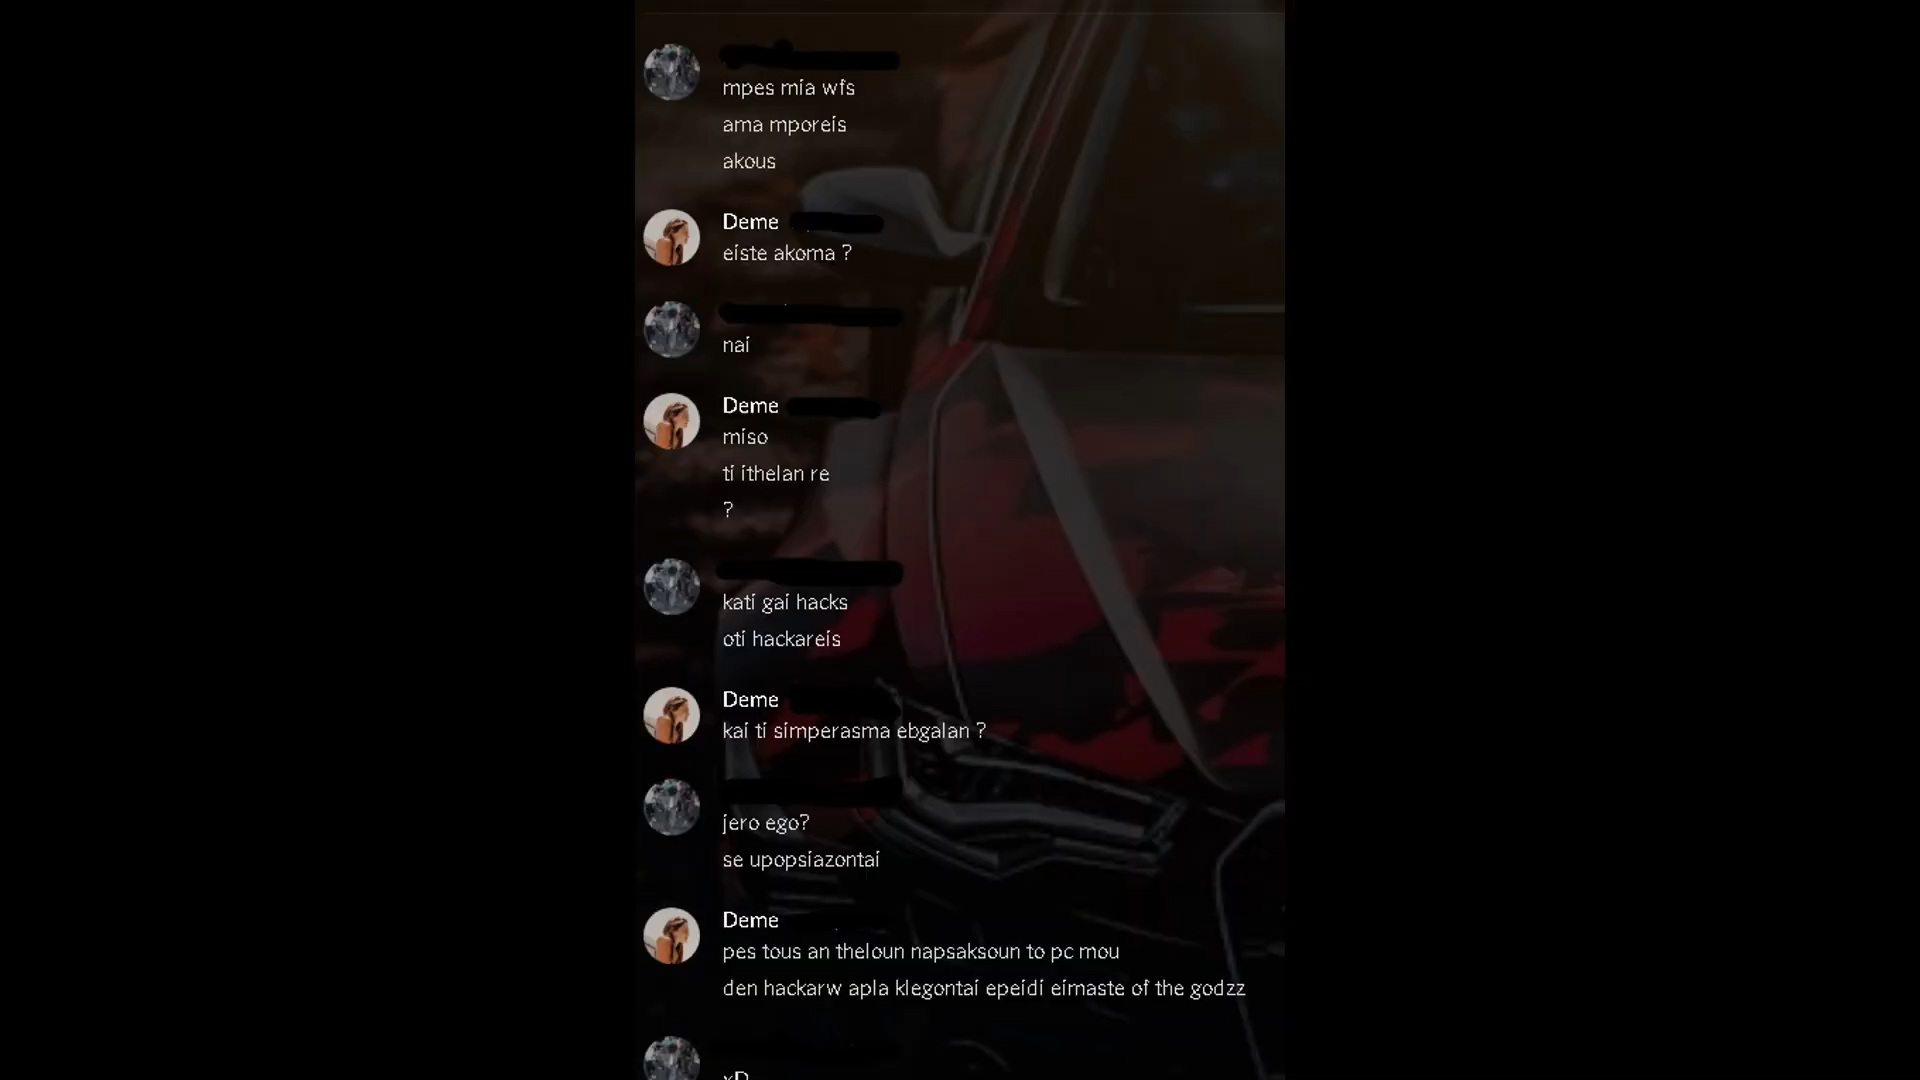 mpes mia wfs
ama mporeis
akous
Deme
eiste akoma ?
nai
Deme
miso
ti ithelan re
?
kati gai hacks
oti hackareis
Deme
kai ti simperasma ebgalan ?
jero ego?
se upopsiazontai
Deme
pes tous an theloun napsaksoun to pc mou
den hackarw apla klegontai epeidi eimaste of the godzz
xD